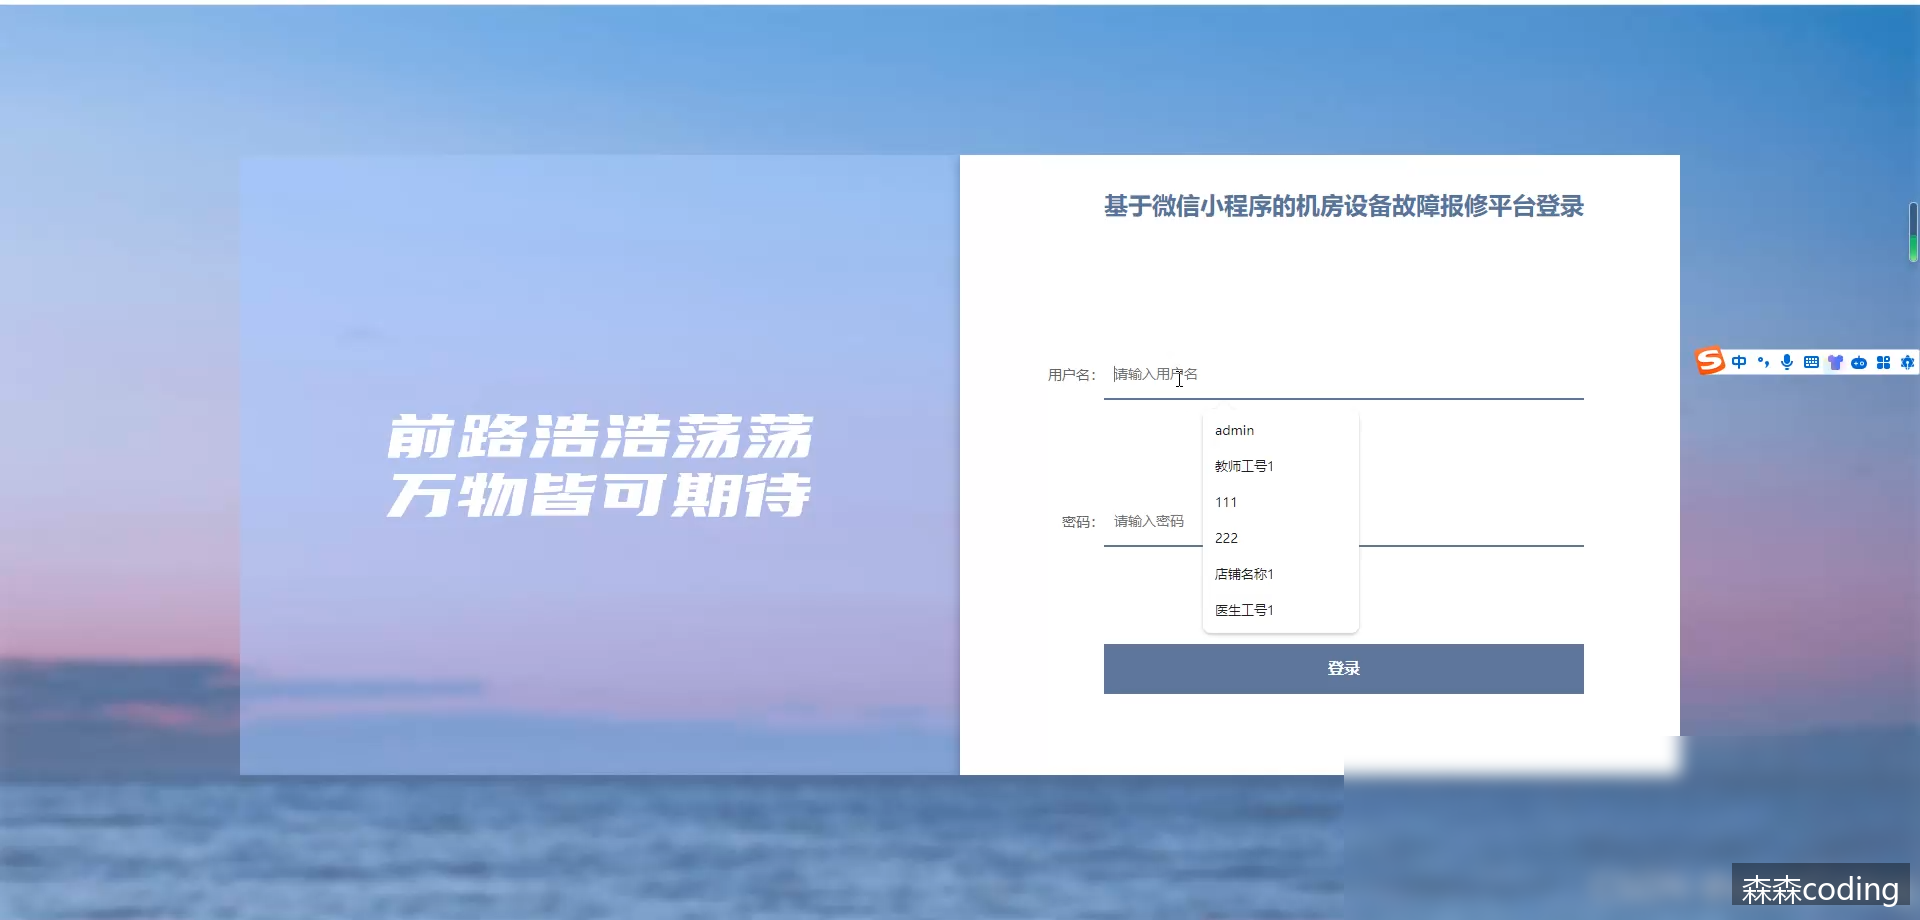 基于微信小程序的机房设备故障报修平台登录
用户名：
请输入用户名
前路浩浩荡荡
万物皆可期待
admin
教师工号1
111
222
店铺名称1
医生工号1
密码：
请输入密码
登录
中
森森coding